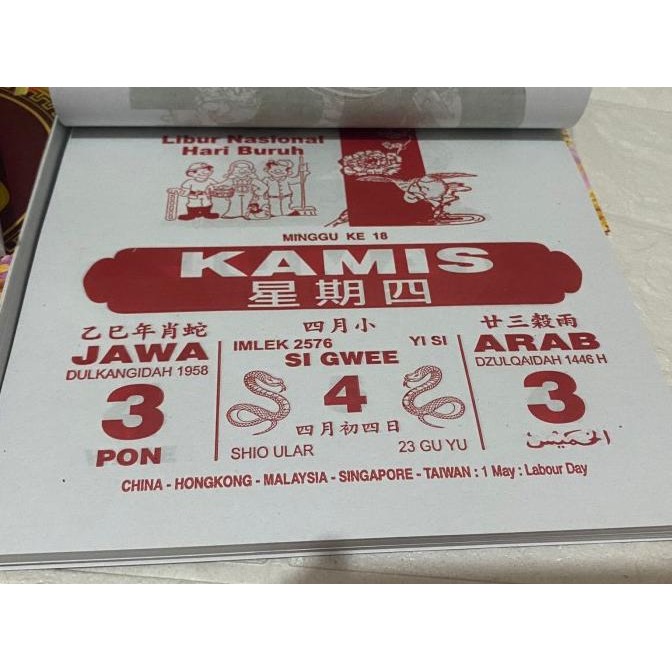 Libur Nasional
Hari Buruh
MINGGU KE 18
KAMIS
星期四
乙巳年肖蛇
JAWA
DULKANGIDAH 1958
3
PON
四月小
IMLEK 2576 YI SI
SI GWEE
4
四月初四日
SHIO ULAR 23 GU YU
廿三穀雨
ARAB
DZULQAIDAH 1446 H
3
الخميس
CHINA - HONGKONG - MALAYSIA - SINGAPORE - TAIWAN : 1 May : Labour Day